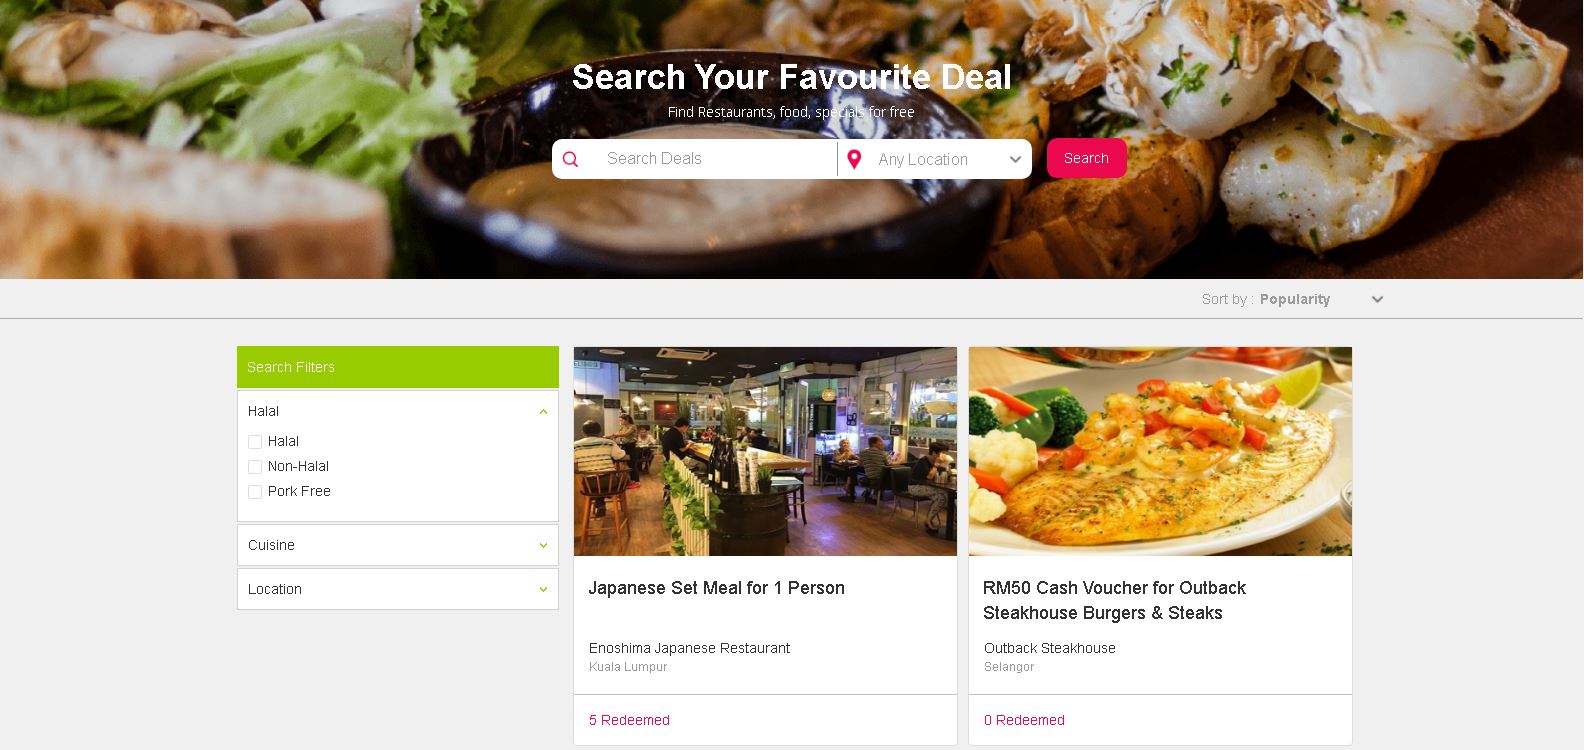 Search Your Favourite Deal
Find Restaurants, food, specials for free
Search Deals
Any Location
Search
Sort by : Popularity
Search Filters
Halal
Halal
Non-Halal
Pork Free
Cuisine
Location
Japanese Set Meal for 1 Person
Enoshima Japanese Restaurant
Kuala Lumpur
5 Redeemed
RM50 Cash Voucher for Outback
Steakhouse Burgers & Steaks
Outback Steakhouse
Selangor
0 Redeemed